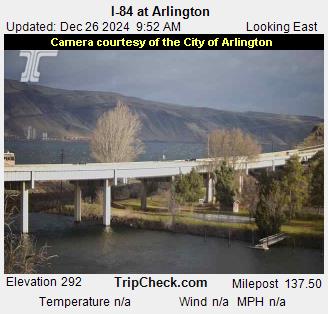 I-84 at Arlington
Updated: Dec 26 2024 9:52 AM Looking East
Camera courtesy of the City of Arlington
Elevation 292 TripCheck.com Milepost 137.50
Temperature n/a Wind n/a MPH n/a